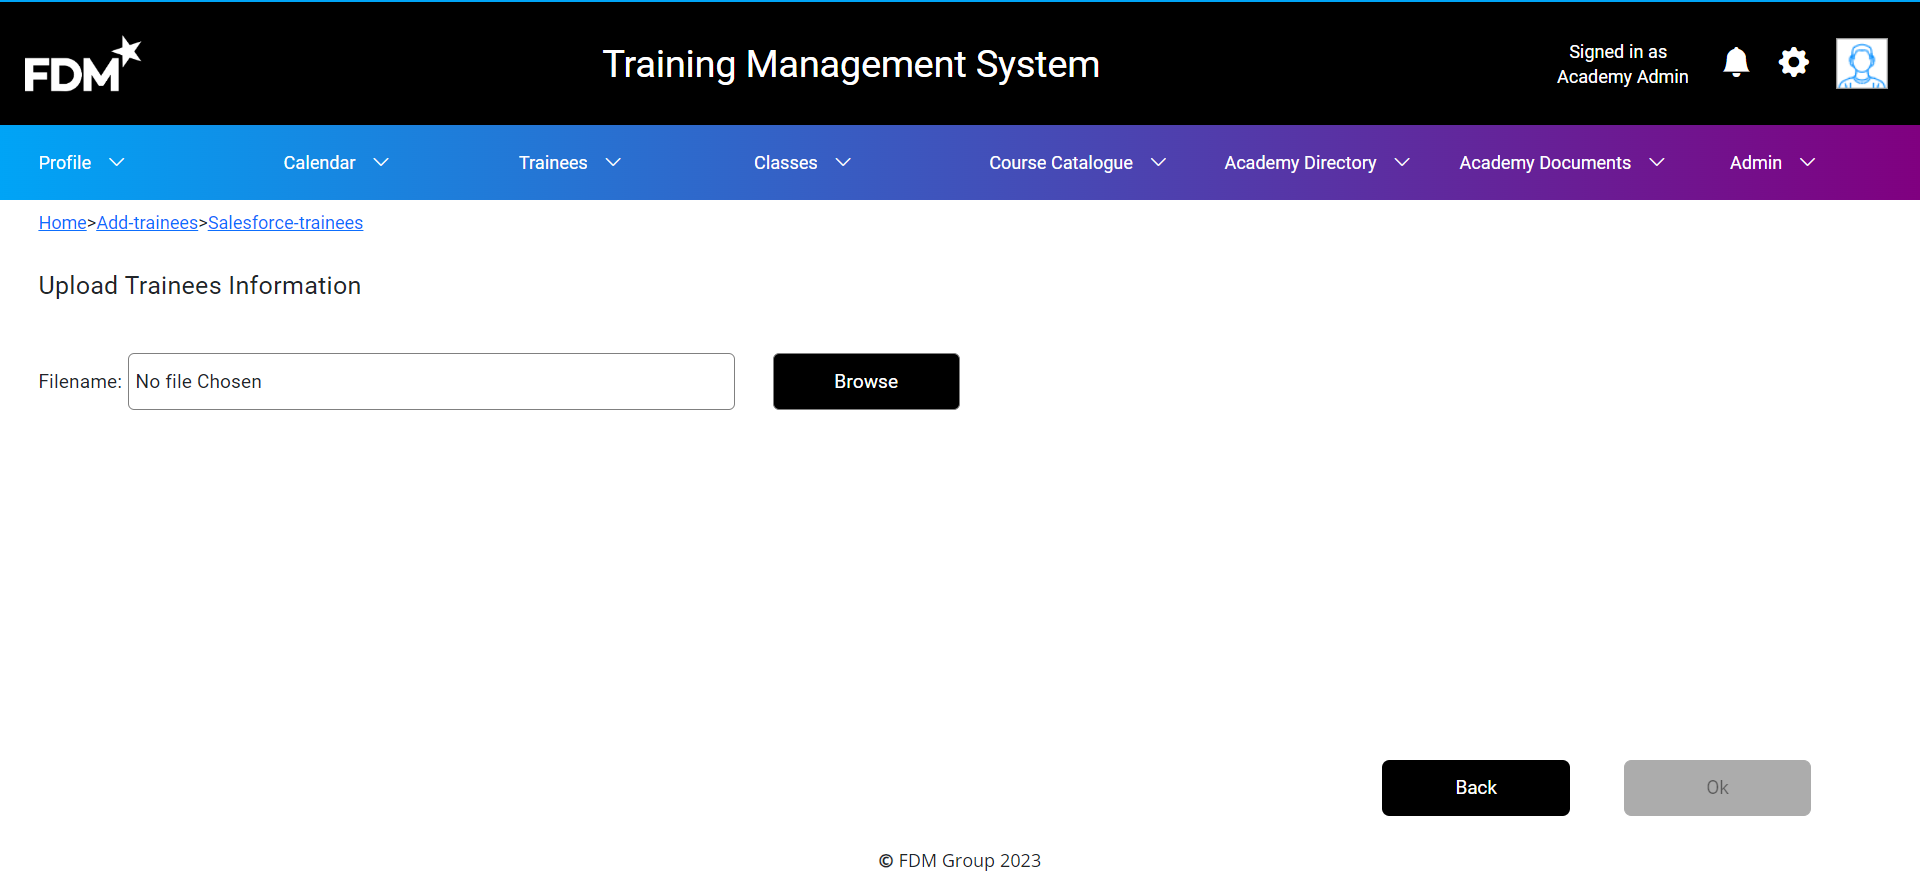 FDM
Training Management System
Signed in as
Academy Admin
Profile
Calendar
Trainees
Classes
Course Catalogue
Academy Directory
Academy Documents
Admin
Home>Add-trainees>Salesforce-trainees
Upload Trainees Information
Filename: No file Chosen
Browse
Back
Ok
© FDM Group 2023